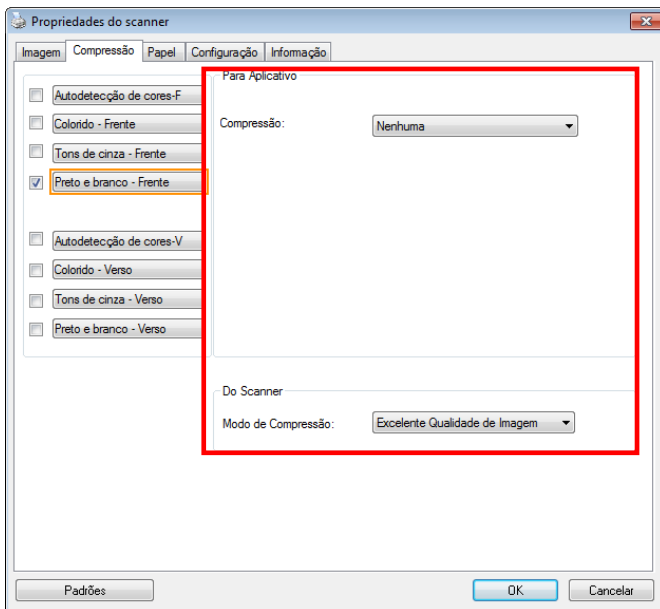 Propriedades do scanner
Imagem Compressão Papel Configuração Informação
Autodetecção de cores-F
Colorido - Frente
Tons de cinza - Frente
Preto e branco - Frente
Autodetecção de cores-V
Colorido - Verso
Tons de cinza - Verso
Preto e branco - Verso
Para Aplicativo
Compressão: Nenhuma
Do Scanner
Modo de Compressão: Excelente Qualidade de Imagem
Padrões OK Cancelar